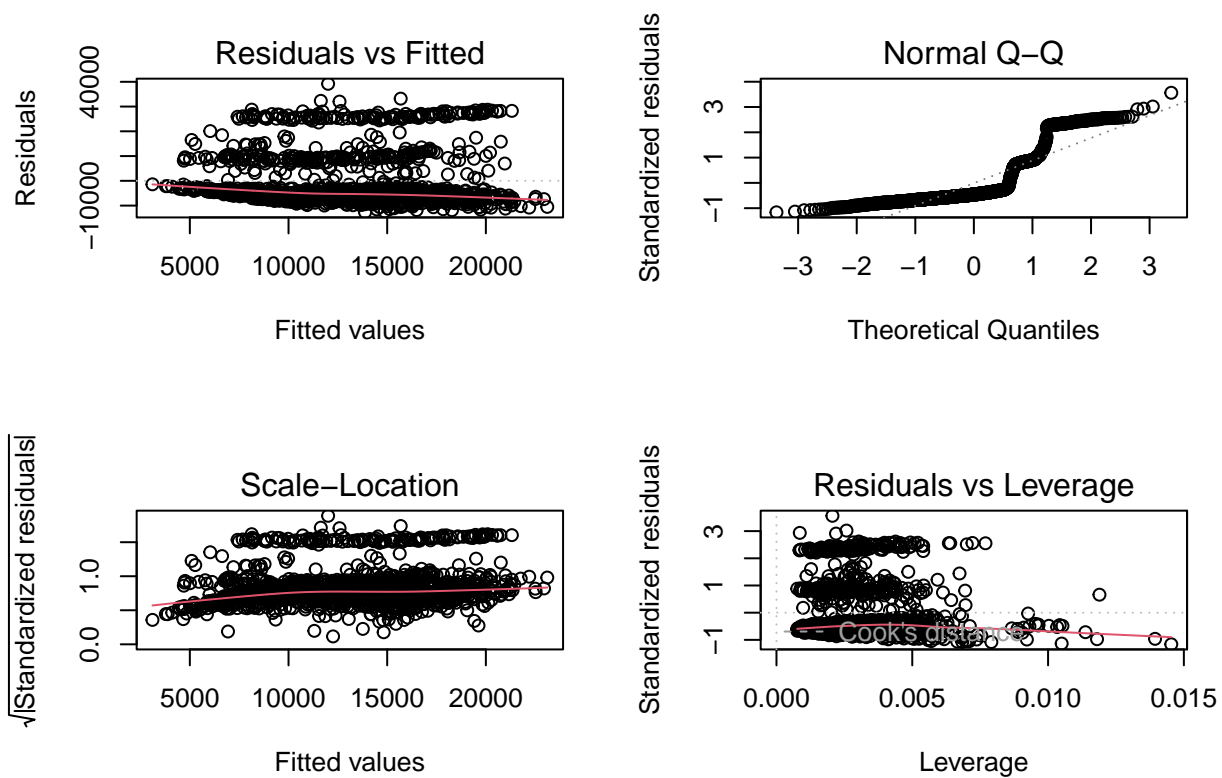 Residuals vs Fitted
Residuals
40000
−10000
5000 10000 15000 20000
Fitted values
Normal Q−Q
Standardized residuals
3
1
−1
−3 −2 −1 0 1 2 3
Theoretical Quantiles
Scale−Location
√|Standardized residuals|
1.0
0.0
5000 10000 15000 20000
Fitted values
Residuals vs Leverage
Standardized residuals
3
1
−1
Cook's distance
0.000 0.005 0.010 0.015
Leverage